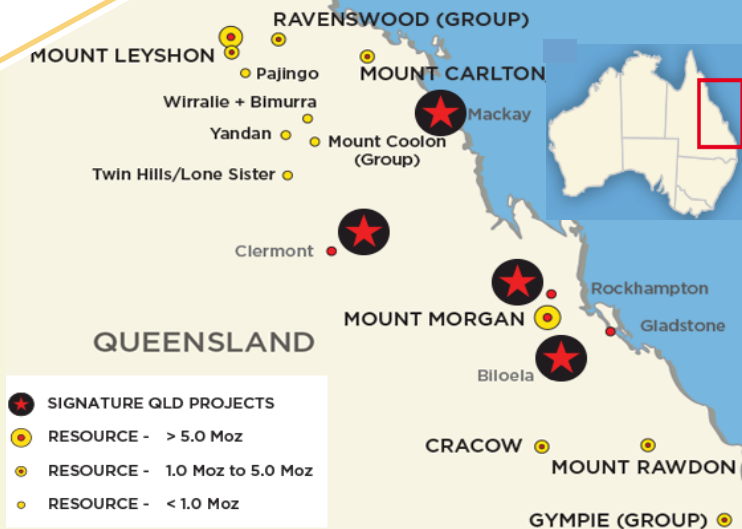 RAVENSWOOD (GROUP)
MOUNT LEYSHON
Pajingo
MOUNT CARLTON
Wirralie + Bimurra
Mackay
Yandan
Mount Coolon
(Group)
Twin Hills/Lone Sister
Clermont
Rockhampton
MOUNT MORGAN
Gladstone
QUEENSLAND
Biloela
SIGNATURE QLD PROJECTS
RESOURCE - > 5.0 Moz
RESOURCE - 1.0 Moz to 5.0 Moz
RESOURCE - < 1.0 Moz
CRACOW
MOUNT RAWDON
GYMPIE (GROUP)